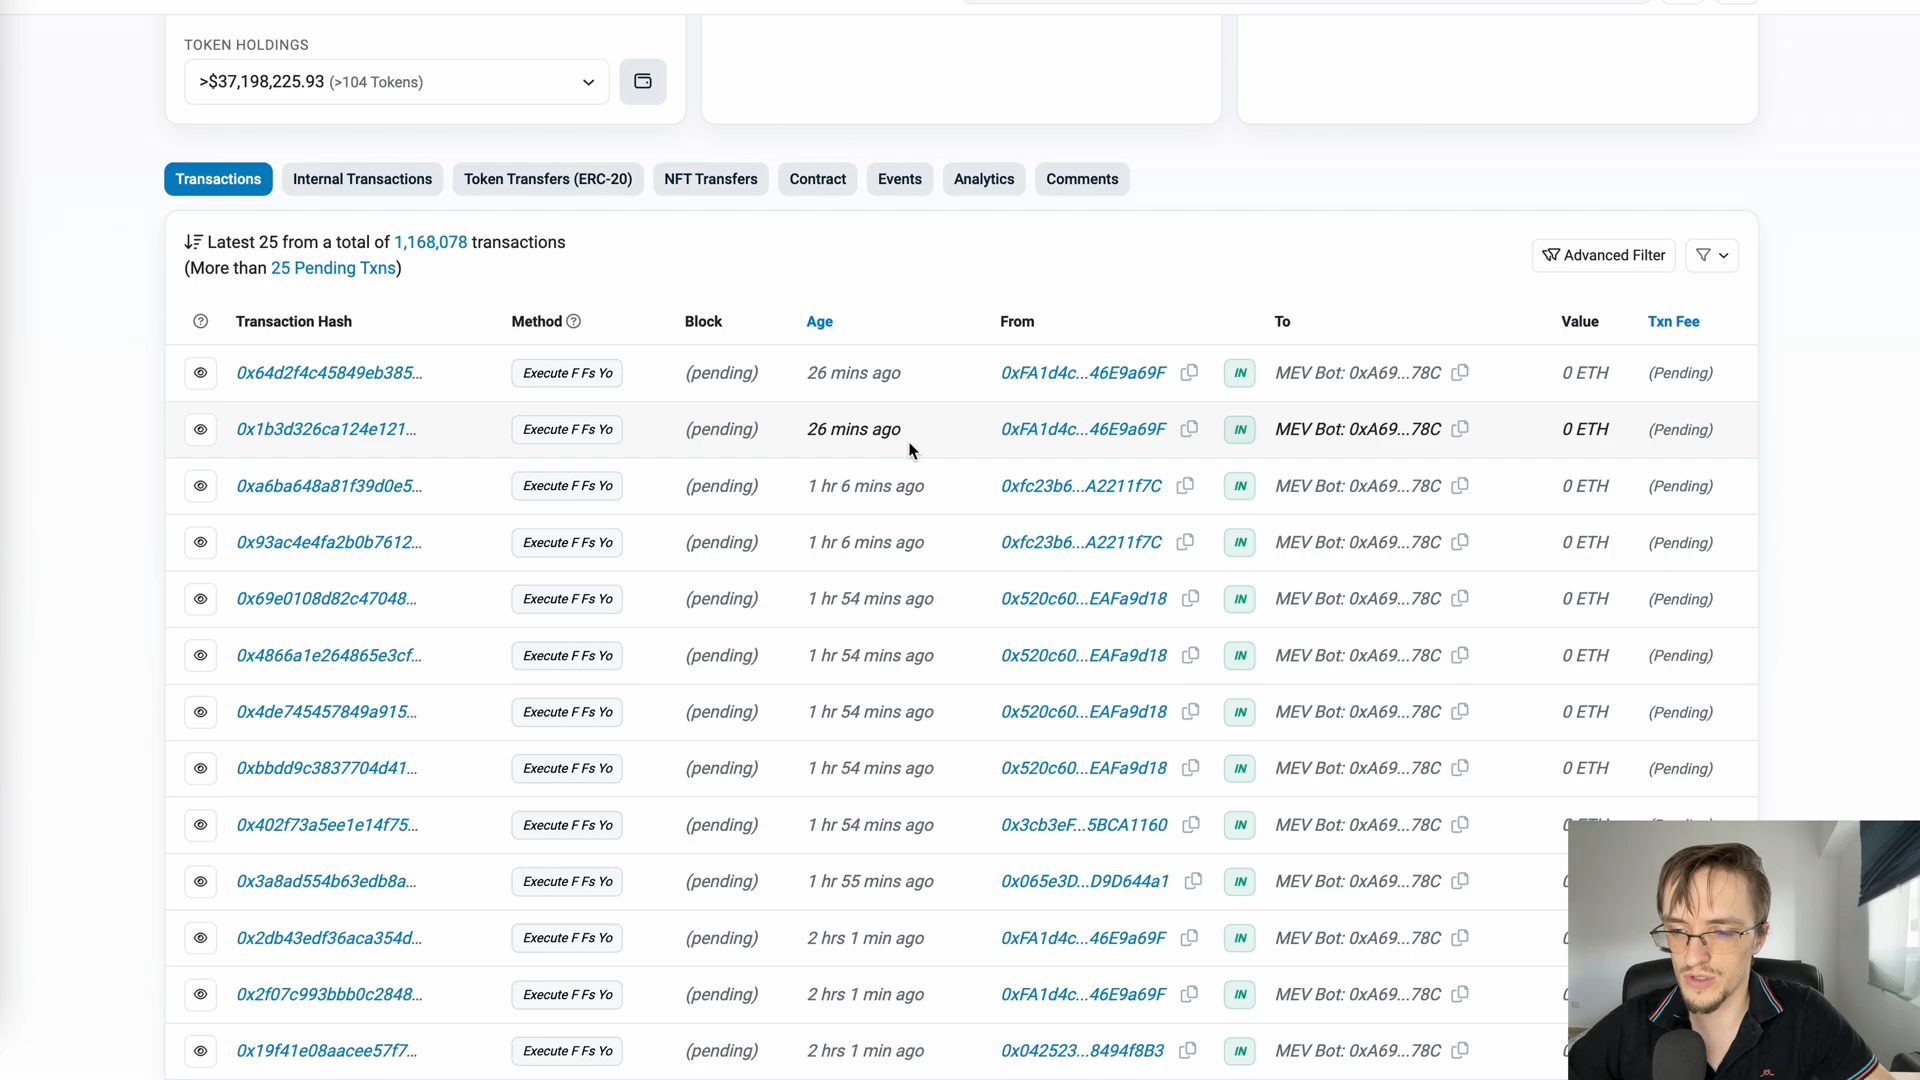 TOKEN HOLDINGS
>$37,198,225.93 (>104 Tokens)
Transactions Internal Transactions Token Transfers (ERC-20) NFT Transfers Contract Events Analytics Comments
Latest 25 from a total of 1,168,078 transactions
(More than 25 Pending Txns)
Advanced Filter
Transaction Hash Method Block Age From To Value Txn Fee
0x64d2f4c45849eb385... Execute F Fs Yo (pending) 26 mins ago 0xFA1d4c...46E9a69F IN MEV Bot: 0xA69...78C 0 ETH (Pending)
0x1b3d326ca124e121... Execute F Fs Yo (pending) 26 mins ago 0xFA1d4c...46E9a69F IN MEV Bot: 0xA69...78C 0 ETH (Pending)
0xa6ba648a81f39d0e5... Execute F Fs Yo (pending) 1 hr 6 mins ago 0xfc23b6...A2211f7C IN MEV Bot: 0xA69...78C 0 ETH (Pending)
0x93ac4e4fa2b0b7612... Execute F Fs Yo (pending) 1 hr 6 mins ago 0xfc23b6...A2211f7C IN MEV Bot: 0xA69...78C 0 ETH (Pending)
0x69e0108d82c47048... Execute F Fs Yo (pending) 1 hr 54 mins ago 0x520c60...EAFa9d18 IN MEV Bot: 0xA69...78C 0 ETH (Pending)
0x4866a1e264865e3cf... Execute F Fs Yo (pending) 1 hr 54 mins ago 0x520c60...EAFa9d18 IN MEV Bot: 0xA69...78C 0 ETH (Pending)
0x4de745457849a915... Execute F Fs Yo (pending) 1 hr 54 mins ago 0x520c60...EAFa9d18 IN MEV Bot: 0xA69...78C 0 ETH (Pending)
0xbbdd9c3837704d41... Execute F Fs Yo (pending) 1 hr 54 mins ago 0x520c60...EAFa9d18 IN MEV Bot: 0xA69...78C 0 ETH (Pending)
0x402f73a5ee1e14f75... Execute F Fs Yo (pending) 1 hr 54 mins ago 0x3cb3eF...5BCA1160 IN MEV Bot: 0xA69...78C
0x3a8ad554b63edb8a... Execute F Fs Yo (pending) 1 hr 55 mins ago 0x065e3D...D9D644a1 IN MEV Bot: 0xA69...78C
0x2db43edf36aca354d... Execute F Fs Yo (pending) 2 hrs 1 min ago 0xFA1d4c...46E9a69F IN MEV Bot: 0xA69...78C
0x2f07c993bbb0c2848... Execute F Fs Yo (pending) 2 hrs 1 min ago 0xFA1d4c...46E9a69F IN MEV Bot: 0xA69...78C
0x19f41e08aacee57f7... Execute F Fs Yo (pending) 2 hrs 1 min ago 0x042523...8494f8B3 IN MEV Bot: 0xA69...78C